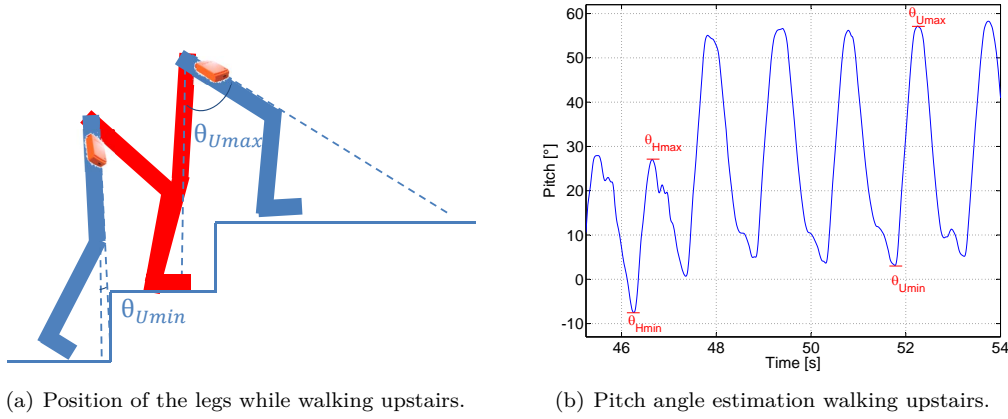 θUmax
θUmin
(a) Position of the legs while walking upstairs.
60
50
40
30
20
10
0
-10
Pitch [°]
θHmax
θHmin
θUmax
θUmin
46 48 50 52 54
Time [s]
(b) Pitch angle estimation walking upstairs.